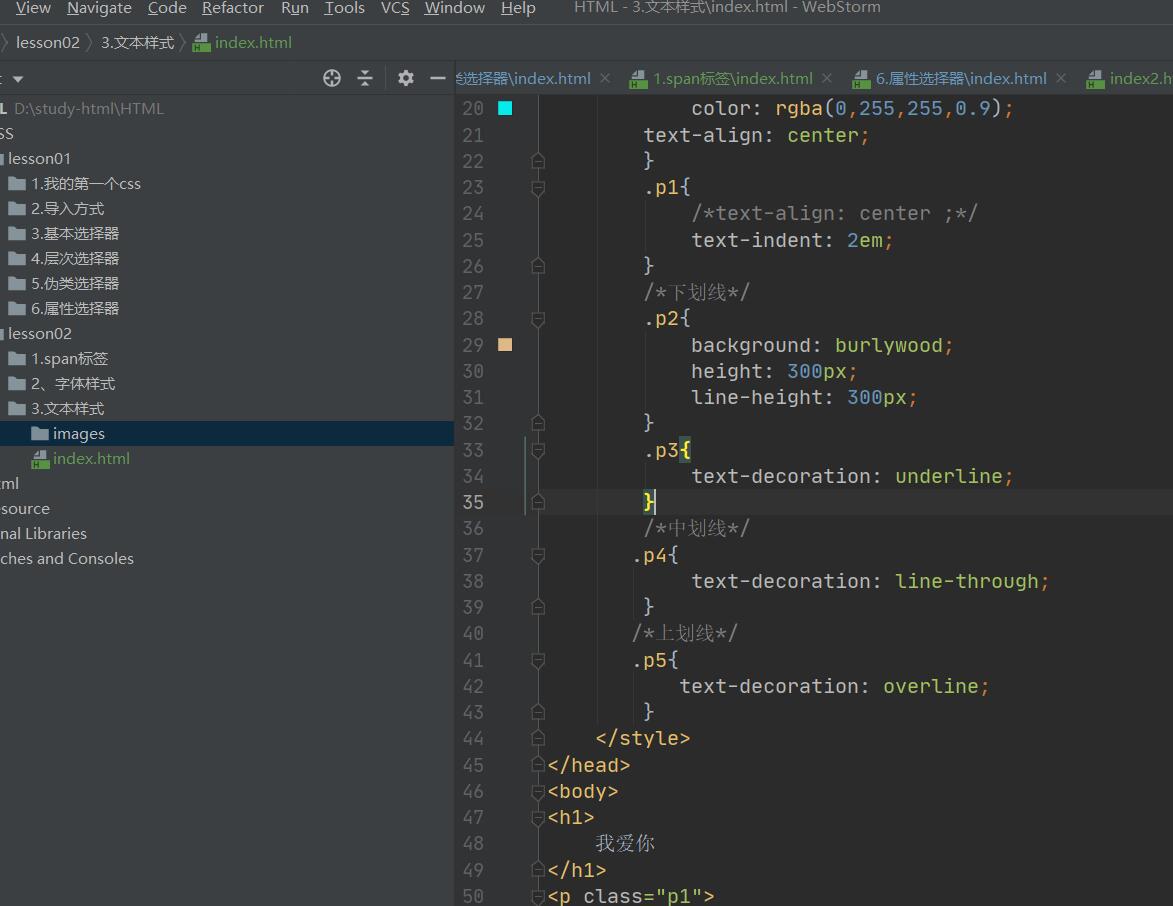 View Navigate Code Refactor Run Tools VCS Window Help HTML - 3.文本样式\index.html - WebStorm
lesson02 3.文本样式 index.html
选择器\index.html 1.span标签\index.html 6.属性选择器\index.html index2.h
L D:\study-html\HTML
SS
lesson01
1.我的第一个css
2.导入方式
3.基本选择器
4.层次选择器
5.伪类选择器
6.属性选择器
lesson02
1.span标签
2、字体样式
3.文本样式
images
index.html
ml
source
nal Libraries
ches and Consoles
20 color: rgba(0,255,255,0.9);
21 text-align: center;
22 }
23 .p1{
24 /*text-align: center ;*/
25 text-indent: 2em;
26 }
27 /*下划线*/
28 .p2{
29 background: burlywood;
30 height: 300px;
31 line-height: 300px;
32 }
33 .p3{
34 text-decoration: underline;
35 }
36 /*中划线*/
37 .p4{
38 text-decoration: line-through;
39 }
40 /*上划线*/
41 .p5{
42 text-decoration: overline;
43 }
44 </style>
45 </head>
46 <body>
47 <h1>
48 我爱你
49 </h1>
50 <p class="p1">